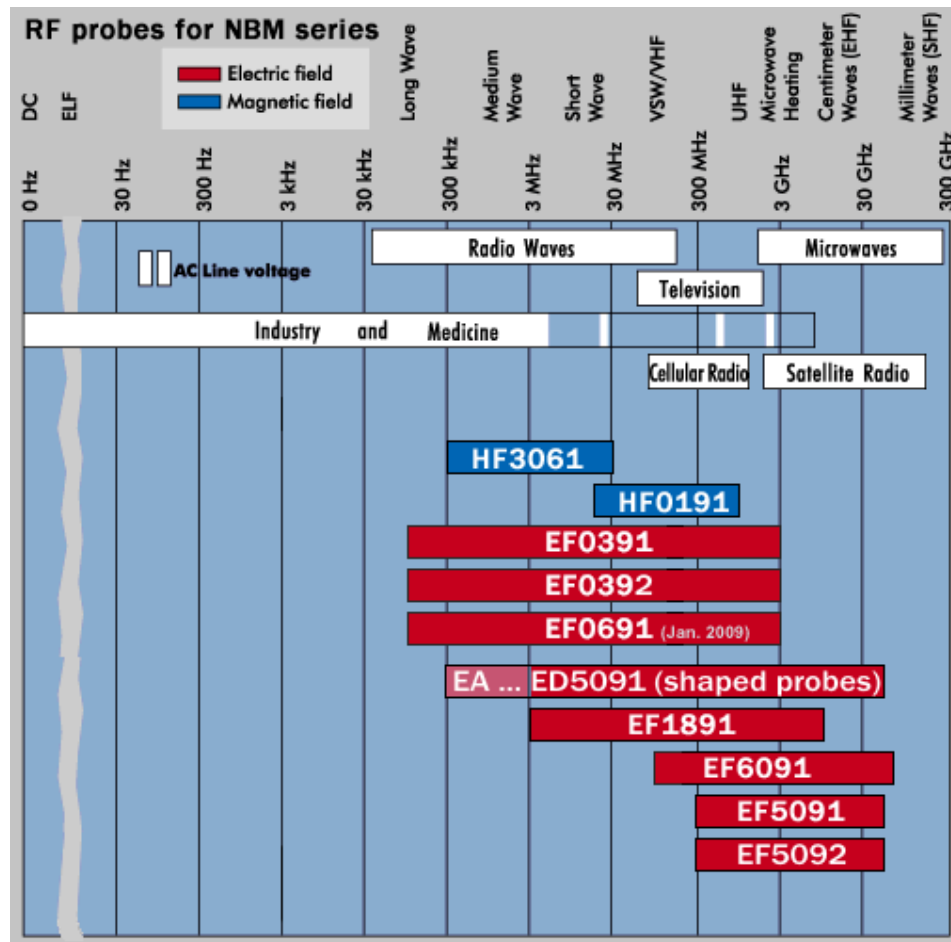 RF probes for NBM series
Electric field
Magnetic field
DC
ELF
Long Wave
Medium
Wave
Short
Wave
VSW/VHF
UHF
Microwave
Heating
Centimeter
Waves (EHF)
Millimeter
Waves (SHF)
0 Hz
30 Hz
300 Hz
3 kHz
30 kHz
300 kHz
3 MHz
30 MHz
300 MHz
3 GHz
30 GHz
300 GHz
Radio Waves
Microwaves
AC Line voltage
Television
Industry and Medicine
Cellular Radio
Satellite Radio
HF3061
HF0191
EF0391
EF0392
EF0691 (Jan. 2009)
EA ... ED5091 (shaped probes)
EF1891
EF6091
EF5091
EF5092